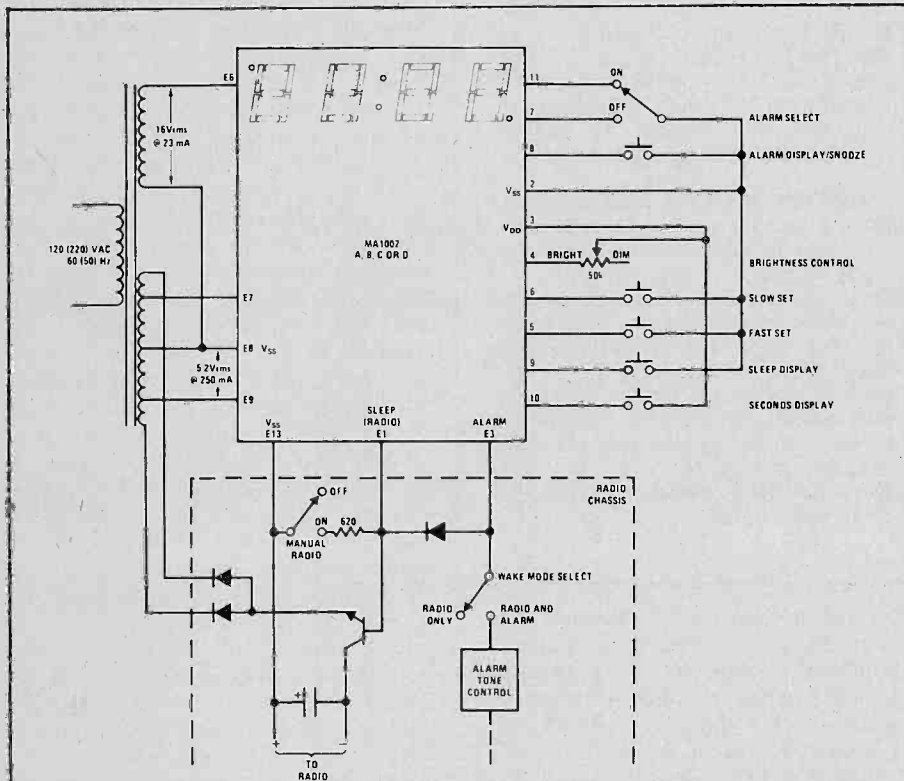 E6
11
ON
16Vrms
@ 23 mA
7
OFF
ALARM SELECT
8
ALARM DISPLAY/SNOOZE
VSS
2
VDD
3
120 (220) VAC
60 (50) Hz
MA1002
A, B, C OR D
4
BRIGHT
DIM
50k
BRIGHTNESS CONTROL
E7
6
SLOW SET
E8
VSS
5
FAST SET
5.2Vrms
@ 250 mA
9
SLEEP DISPLAY
E9
10
SECONDS DISPLAY
VSS
E13
SLEEP
(RADIO)
E1
ALARM
E3
RADIO
CHASSIS
OFF
ON
620
MANUAL
RADIO
WAKE MODE SELECT
RADIO
ONLY
RADIO AND
ALARM
ALARM
TONE
CONTROL
+
+
−
TO
RADIO